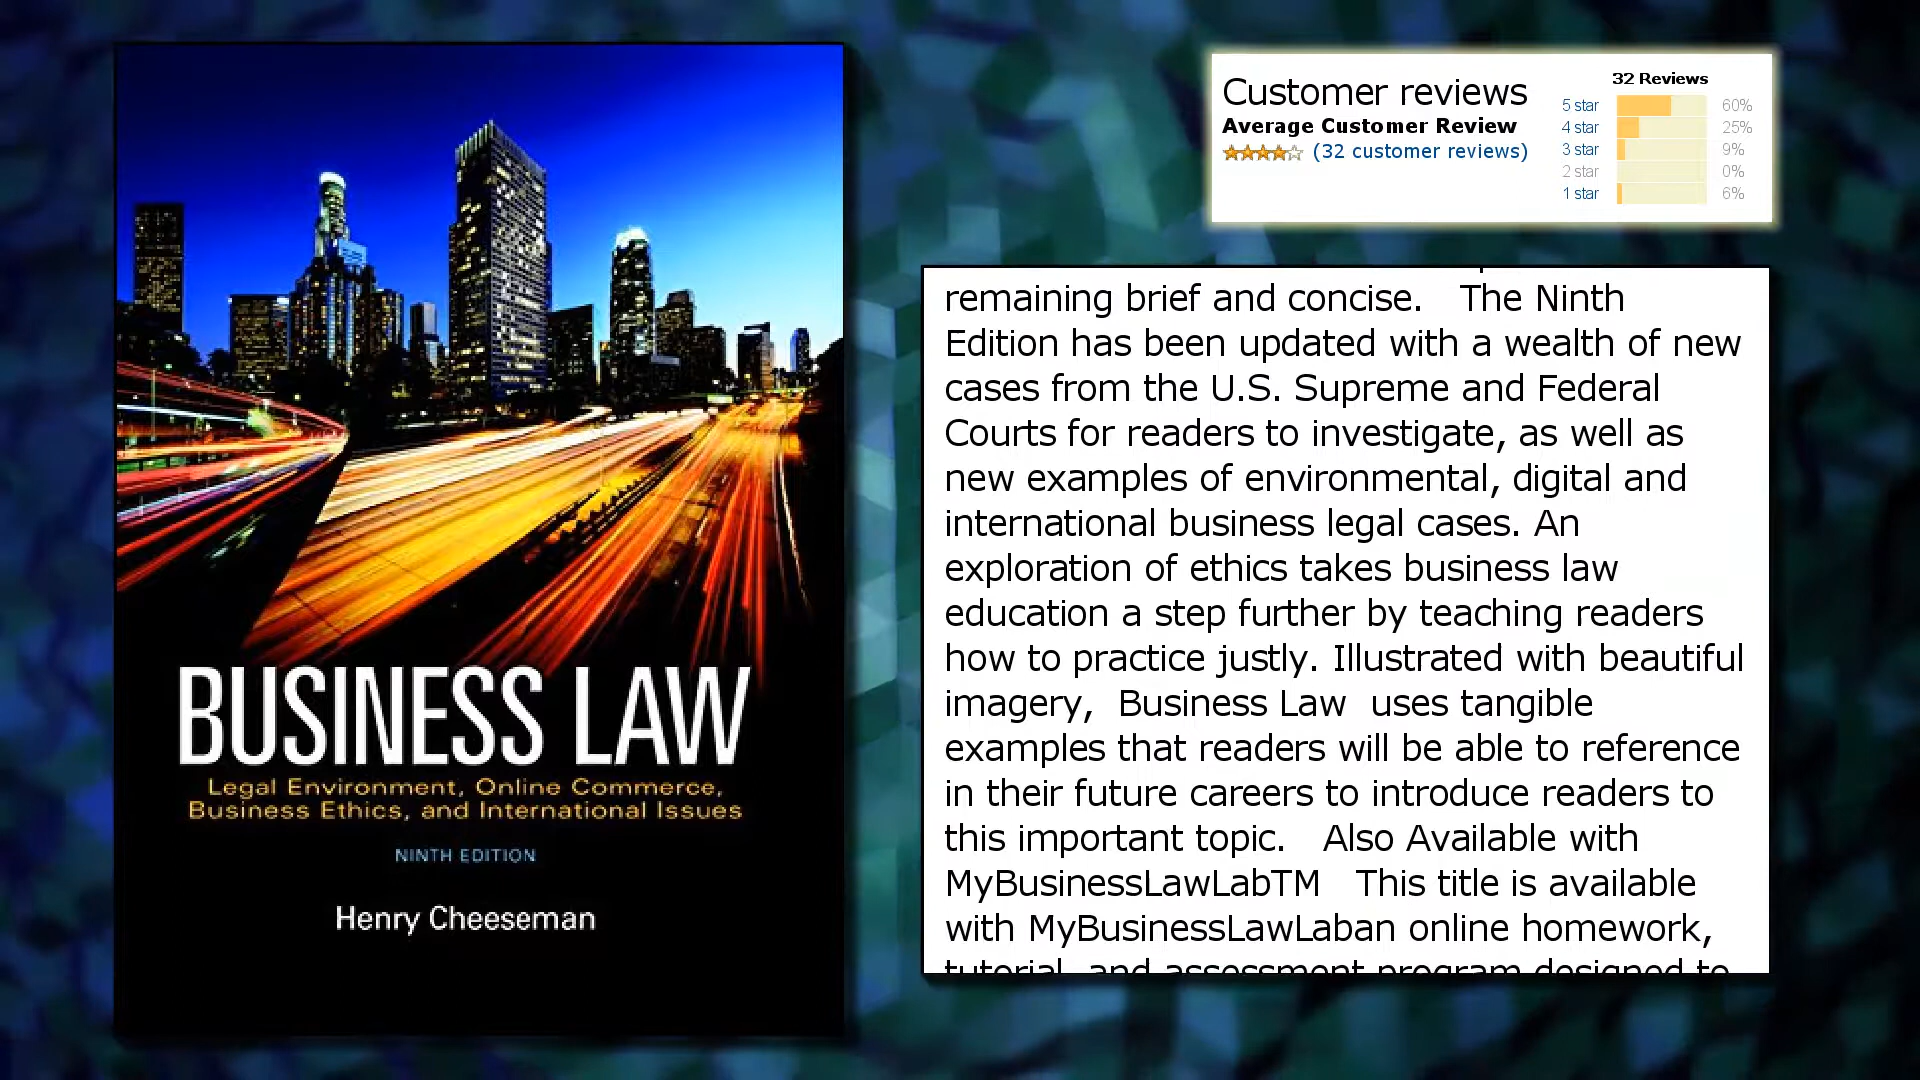 BUSINESS LAW
Legal Environment, Online Commerce,
Business Ethics, and International Issues
NINTH EDITION
Henry Cheeseman
Customer reviews
Average Customer Review
(32 customer reviews)
32 Reviews
5 star 60%
4 star 25%
3 star 9%
2 star 0%
1 star 6%
remaining brief and concise.   The Ninth
Edition has been updated with a wealth of new
cases from the U.S. Supreme and Federal
Courts for readers to investigate, as well as
new examples of environmental, digital and
international business legal cases. An
exploration of ethics takes business law
education a step further by teaching readers
how to practice justly. Illustrated with beautiful
imagery,  Business Law  uses tangible
examples that readers will be able to reference
in their future careers to introduce readers to
this important topic.   Also Available with
MyBusinessLawLabTM   This title is available
with MyBusinessLawLaban online homework,
tutorial, and assessment program designed to